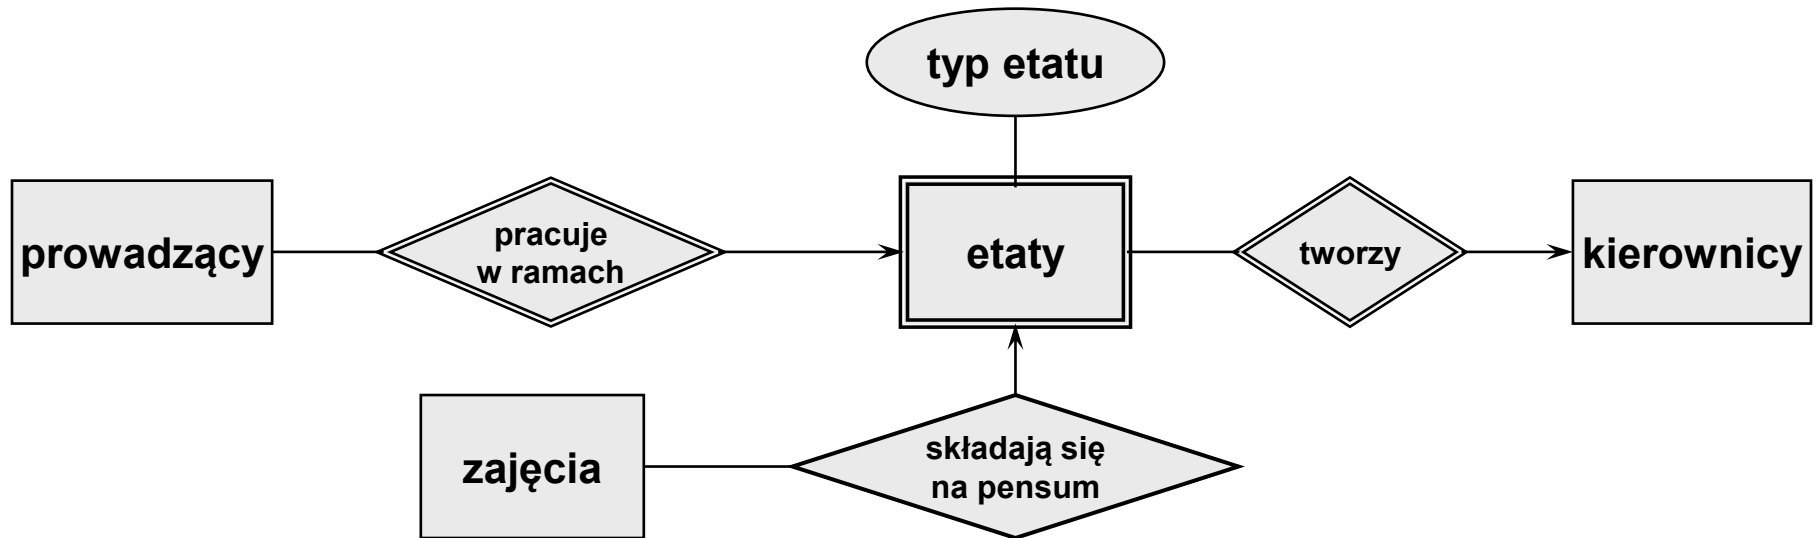 typ etatu
prowadzący
pracuje
w ramach
etaty
tworzy
kierownicy
zajęcia
składają się
na pensum